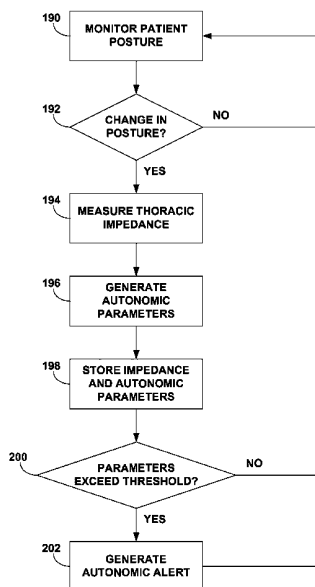 190
MONITOR PATIENT
POSTURE
192
CHANGE IN
POSTURE?
NO
YES
194
MEASURE THORACIC
IMPEDANCE
196
GENERATE
AUTONOMIC
PARAMETERS
198
STORE IMPEDANCE
AND AUTONOMIC
PARAMETERS
200
PARAMETERS
EXCEED THRESHOLD?
NO
YES
202
GENERATE
AUTONOMIC ALERT